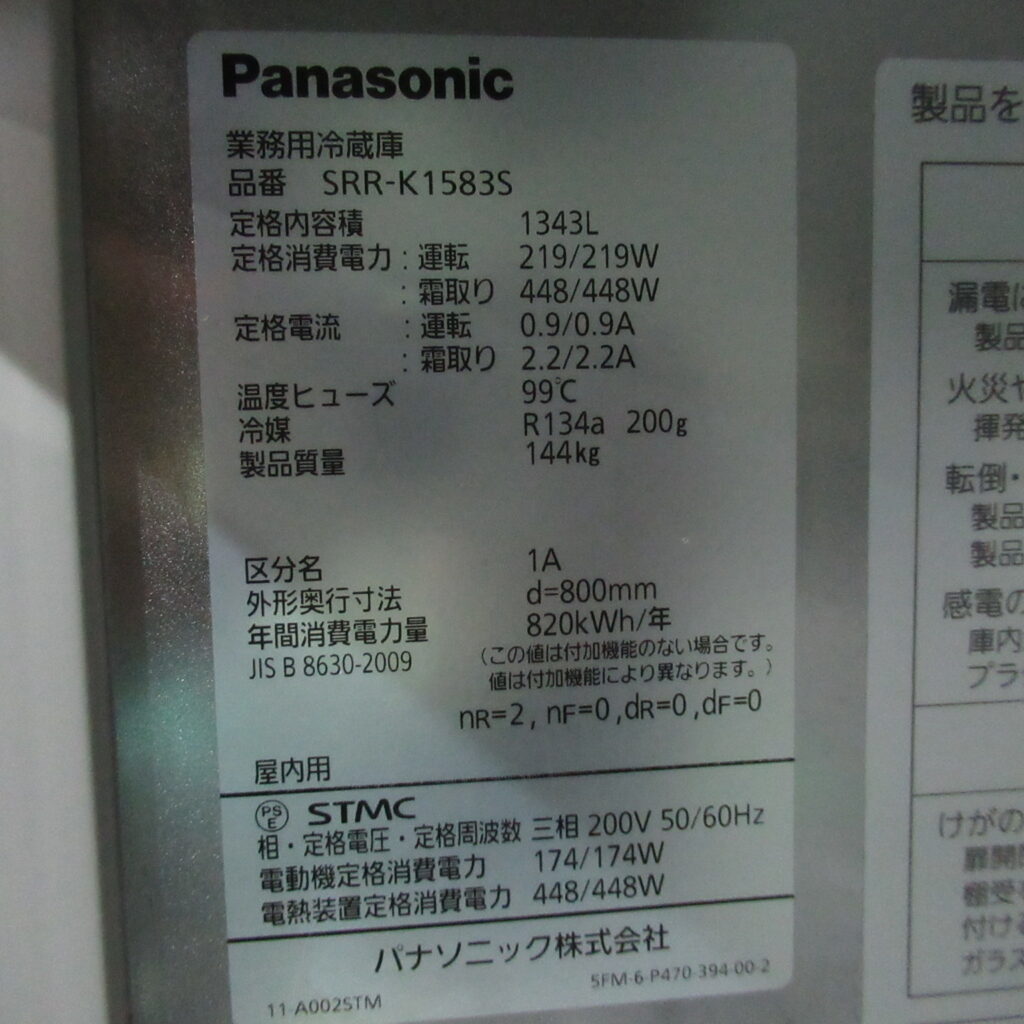 Panasonic
業務用冷蔵庫
品番 SRR-K1583S
定格内容積 1343L
定格消費電力:運転 219/219W
:霜取り 448/448W
定格電流 :運転 0.9/0.9A
:霜取り 2.2/2.2A
温度ヒューズ 99℃
冷媒 R134a 200g
製品質量 144kg
区分名 1A
外形奥行寸法 d=800mm
年間消費電力量 820kWh/年
JIS B 8630-2009 (この値は付加機能のない場合です。
値は付加機能により異なります。)
nR=2, nF=0,dR=0,dF=0
屋内用
PSE STMC
相・定格電圧・定格周波数 三相 200V 50/60Hz
電動機定格消費電力 174/174W
電熱装置定格消費電力 448/448W
パナソニック株式会社
5FM-6-P470-394-00-2
11-A002STM
製品を
漏電に
製品
火災や
揮発
転倒・
製品
製品
感電の
庫内
プラ
けがの
扉開閉
棚受
付ける
ガラス